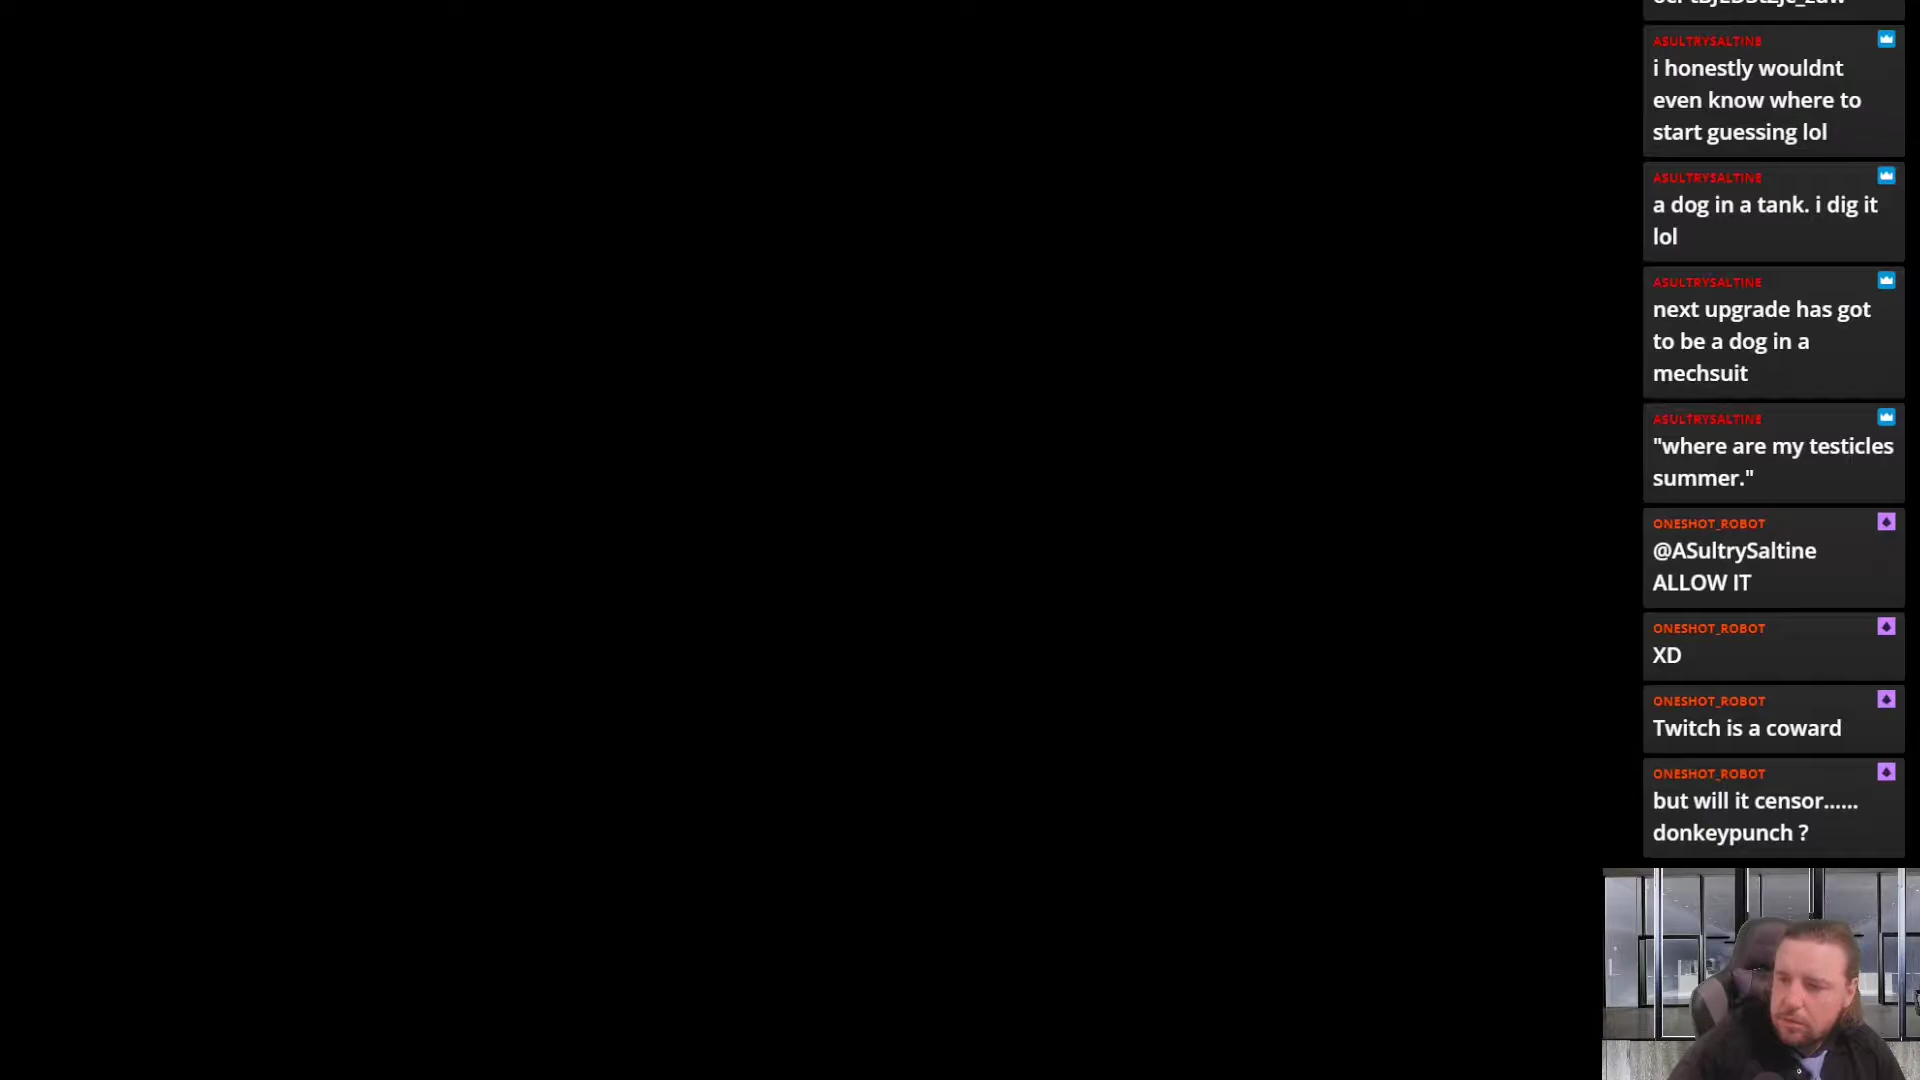 ASULTRYSALTINE
i honestly wouldnt
even know where to
start guessing lol
ASULTRYSALTINE
a dog in a tank. i dig it
lol
ASULTRYSALTINE
next upgrade has got
to be a dog in a
mechsuit
ASULTRYSALTINE
"where are my testicles
summer."
ONESHOT_ROBOT
@ASultrySaltine
ALLOW IT
ONESHOT_ROBOT
XD
ONESHOT_ROBOT
Twitch is a coward
ONESHOT_ROBOT
but will it censor......
donkeypunch ?